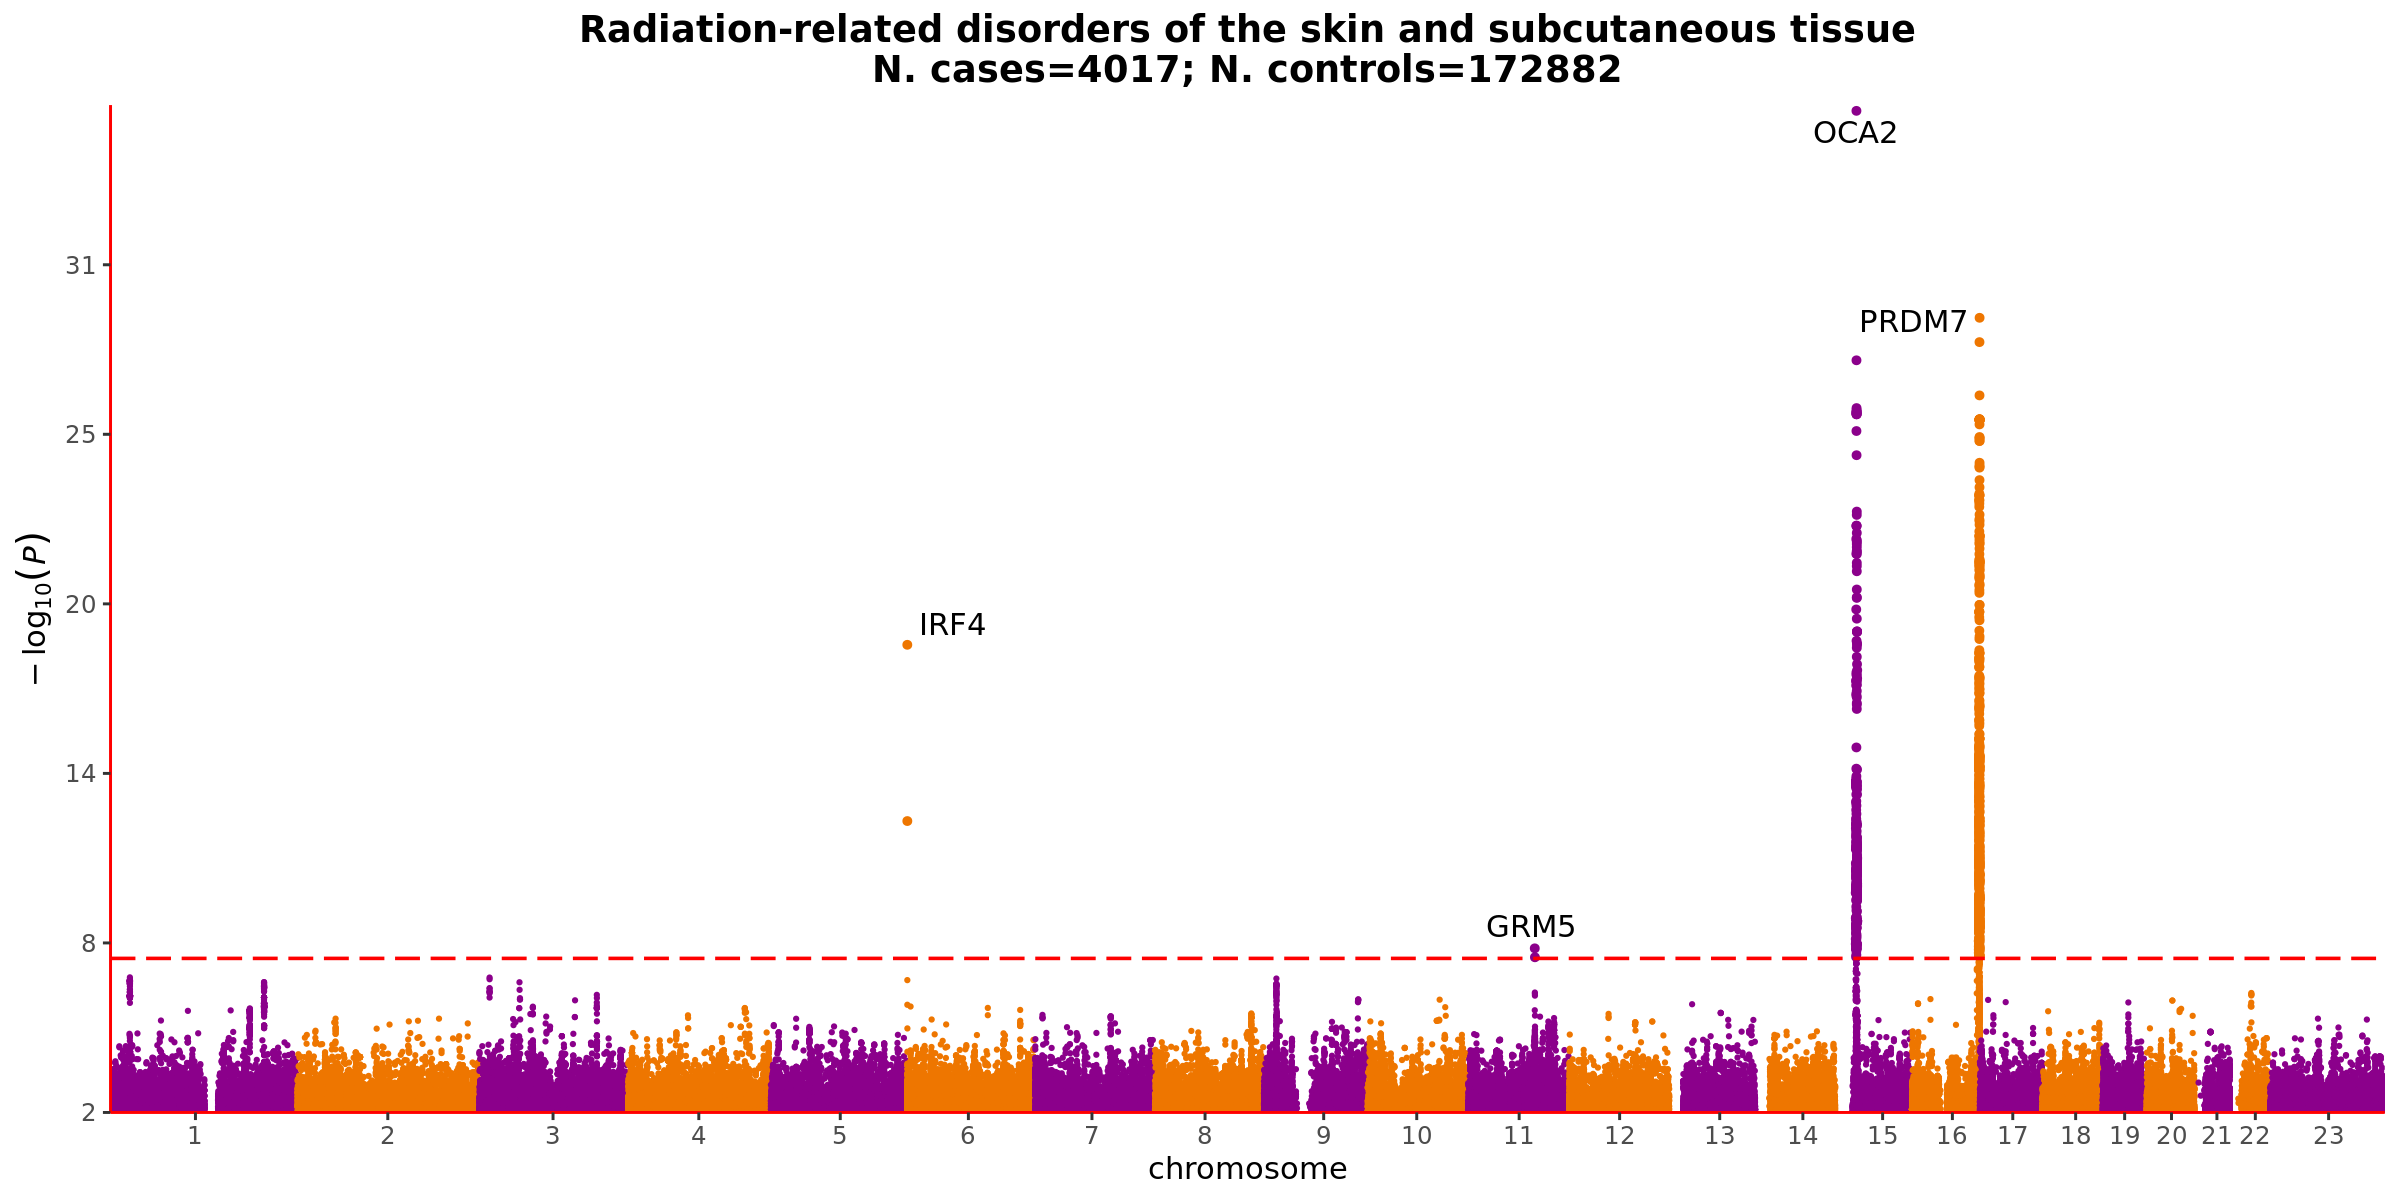 Radiation-related disorders of the skin and subcutaneous tissue
N. cases=4017; N. controls=172882
OCA2
31
PRDM7
25
−log₁₀(P)
20
IRF4
14
GRM5
8
2
1 2 3 4 5 6 7 8 9 10 11 12 13 14 15 16 17 18 19 20 21 22 23
chromosome